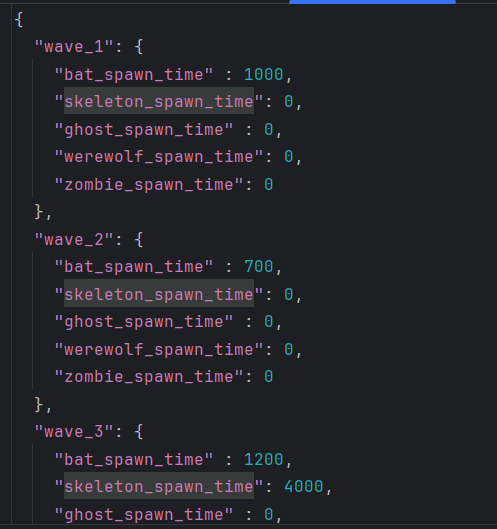 {
"wave_1": {
"bat_spawn_time" : 1000,
"skeleton_spawn_time": 0,
"ghost_spawn_time" : 0,
"werewolf_spawn_time": 0,
"zombie_spawn_time": 0
},
"wave_2": {
"bat_spawn_time" : 700,
"skeleton_spawn_time": 0,
"ghost_spawn_time" : 0,
"werewolf_spawn_time": 0,
"zombie_spawn_time": 0
},
"wave_3": {
"bat_spawn_time" : 1200,
"skeleton_spawn_time": 4000,
"ghost_spawn_time" : 0,